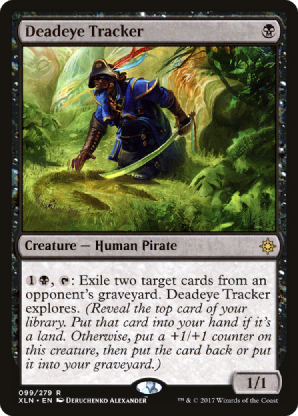 Deadeye Tracker
Creature — Human Pirate
1B, T: Exile two target cards from an
opponent's graveyard. Deadeye Tracker
explores. (Reveal the top card of your
library. Put that card into your hand if it's
a land. Otherwise, put a +1/+1 counter on
this creature, then put the card back or put
it into your graveyard.)
1/1
099/279 R
XLN • EN DERUCHENKO ALEXANDER
™ & © 2017 Wizards of the Coast